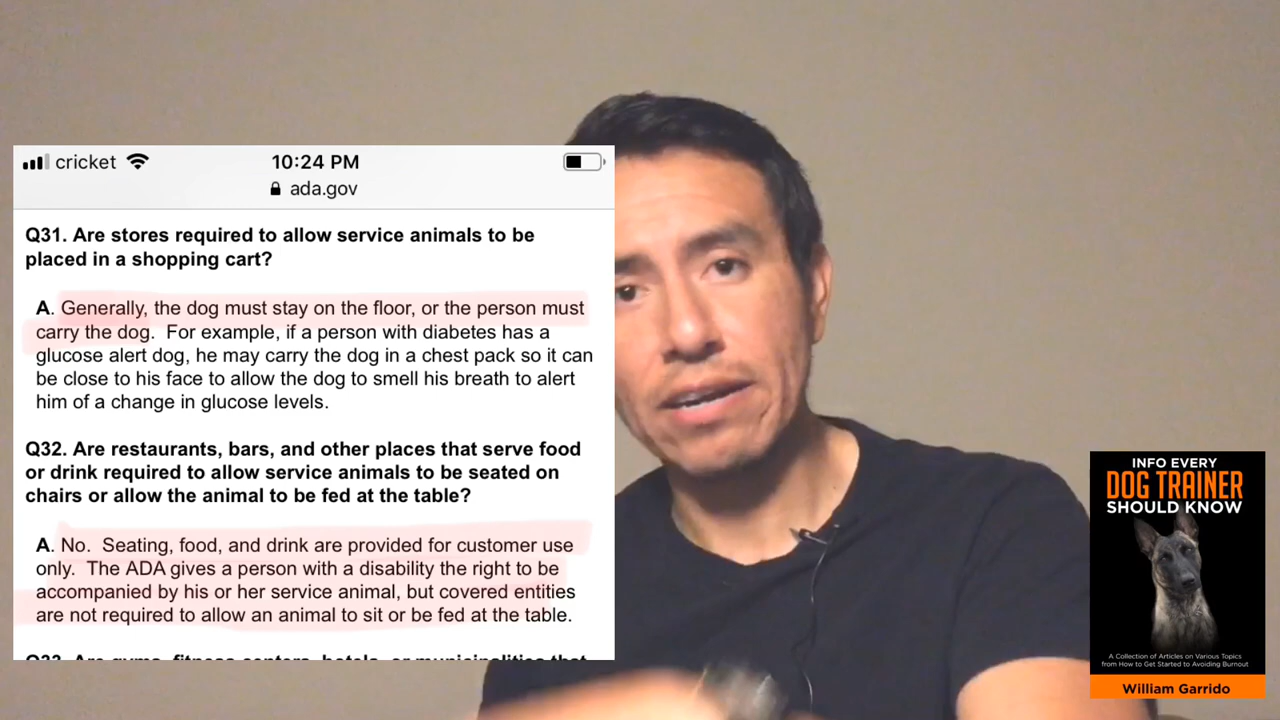 cricket
10:24 PM
ada.gov
Q31. Are stores required to allow service animals to be
placed in a shopping cart?
A. Generally, the dog must stay on the floor, or the person must
carry the dog. For example, if a person with diabetes has a
glucose alert dog, he may carry the dog in a chest pack so it can
be close to his face to allow the dog to smell his breath to alert
him of a change in glucose levels.
Q32. Are restaurants, bars, and other places that serve food
or drink required to allow service animals to be seated on
chairs or allow the animal to be fed at the table?
A. No. Seating, food, and drink are provided for customer use
only. The ADA gives a person with a disability the right to be
accompanied by his or her service animal, but covered entities
are not required to allow an animal to sit or be fed at the table.
Q33. Are gyms, fitness centers, hotels, or municipalities that
INFO EVERY
DOG TRAINER
SHOULD KNOW
A Collection of Articles on Various Topics
from How to Get Started to Avoiding Burnout
William Garrido